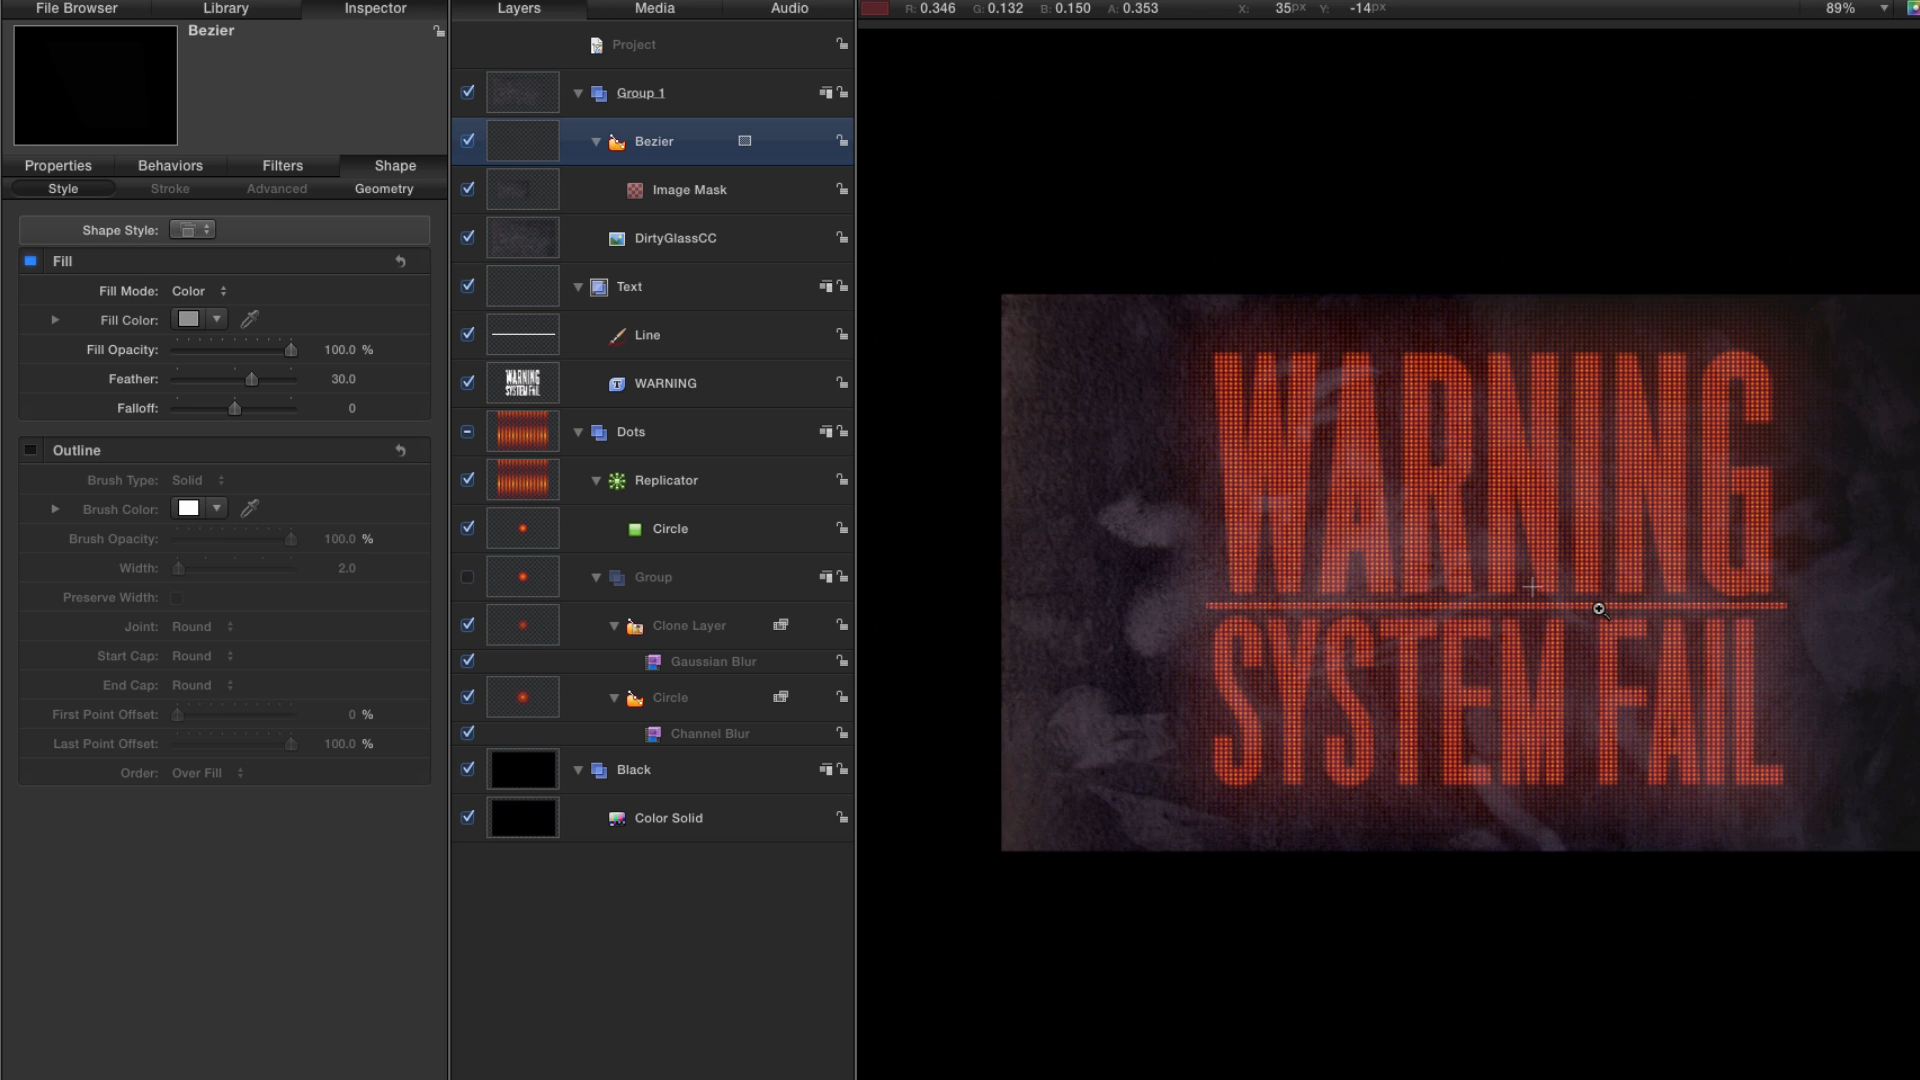 File Browser
Library
Inspector
Layers
Media
Audio
R: 0.346 G: 0.132 B: 0.150 A: 0.353 X: 35px Y: -14px
89%
Bezier
Properties
Behaviors
Filters
Shape
Style
Stroke
Advanced
Geometry
Shape Style:
Fill
Fill Mode: Color
Fill Color:
Fill Opacity: 100.0 %
Feather: 30.0
Falloff: 0
Outline
Brush Type: Solid
Brush Color:
Brush Opacity: 100.0 %
Width: 2.0
Preserve Width:
Joint: Round
Start Cap: Round
End Cap: Round
First Point Offset: 0 %
Last Point Offset: 100.0 %
Order: Over Fill
Project
Group 1
Bezier
Image Mask
DirtyGlassCC
Text
Line
WARNING
SYSTEM FAIL
WARNING
Dots
Replicator
Circle
Group
Clone Layer
Gaussian Blur
Circle
Channel Blur
Black
Color Solid
WARNING
SYSTEM FAIL